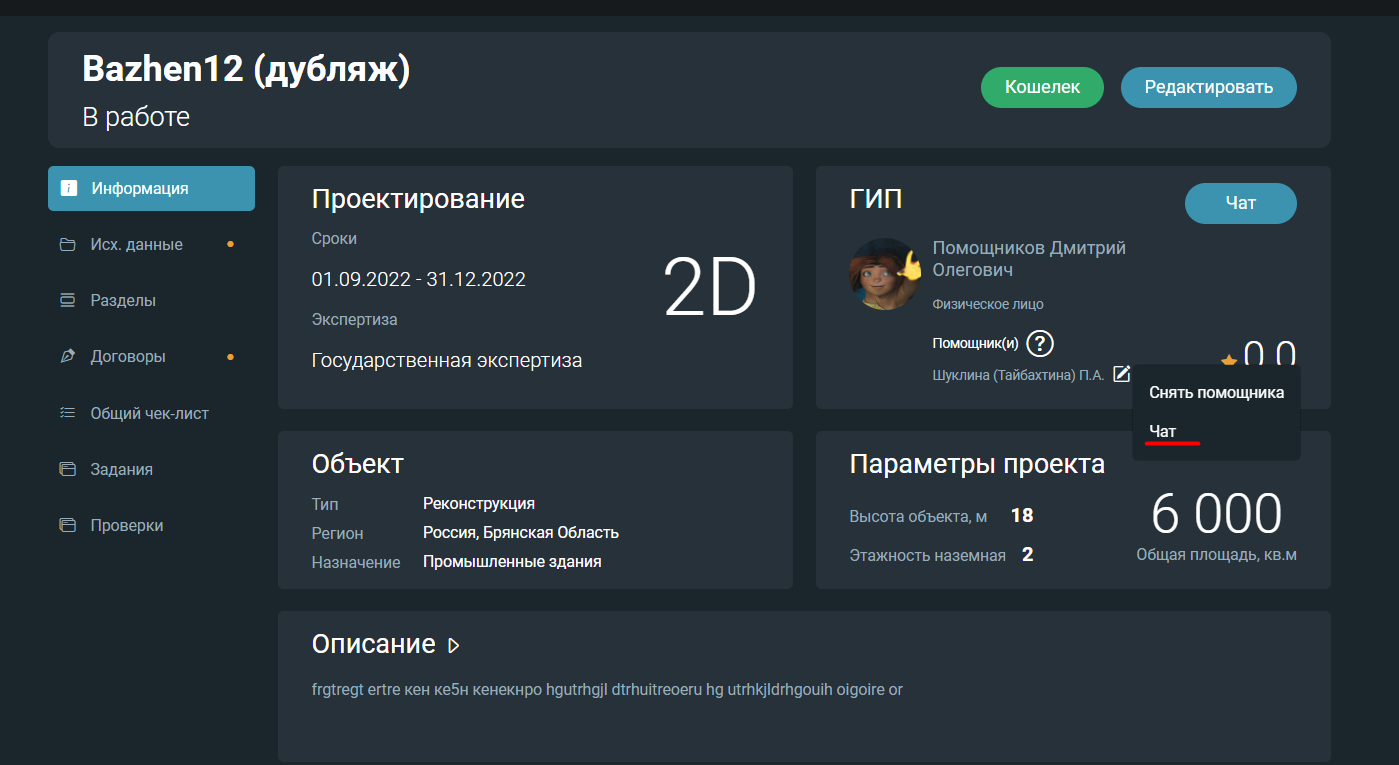 Bazhen12 (дубляж)
В работе
Кошелек
Редактировать
Информация
Исх. данные
Разделы
Договоры
Общий чек-лист
Задания
Проверки
Проектирование
Сроки
01.09.2022 - 31.12.2022
Экспертиза
Государственная экспертиза
2D
ГИП
Чат
Помощников Дмитрий
Олегович
Физическое лицо
Помощник(и) ?
Шуклина (Тайбахтина) П.А.
0.0
Снять помощника
Чат
Объект
Тип Реконструкция
Регион Россия, Брянская Область
Назначение Промышленные здания
Параметры проекта
Высота объекта, м 18
Этажность наземная 2
6 000
Общая площадь, кв.м
Описание
frgtregt ertre кен ке5н кенекнро hgutrhgjl dtrhuitreoeru hg utrhkjldrhgouih oigoire or